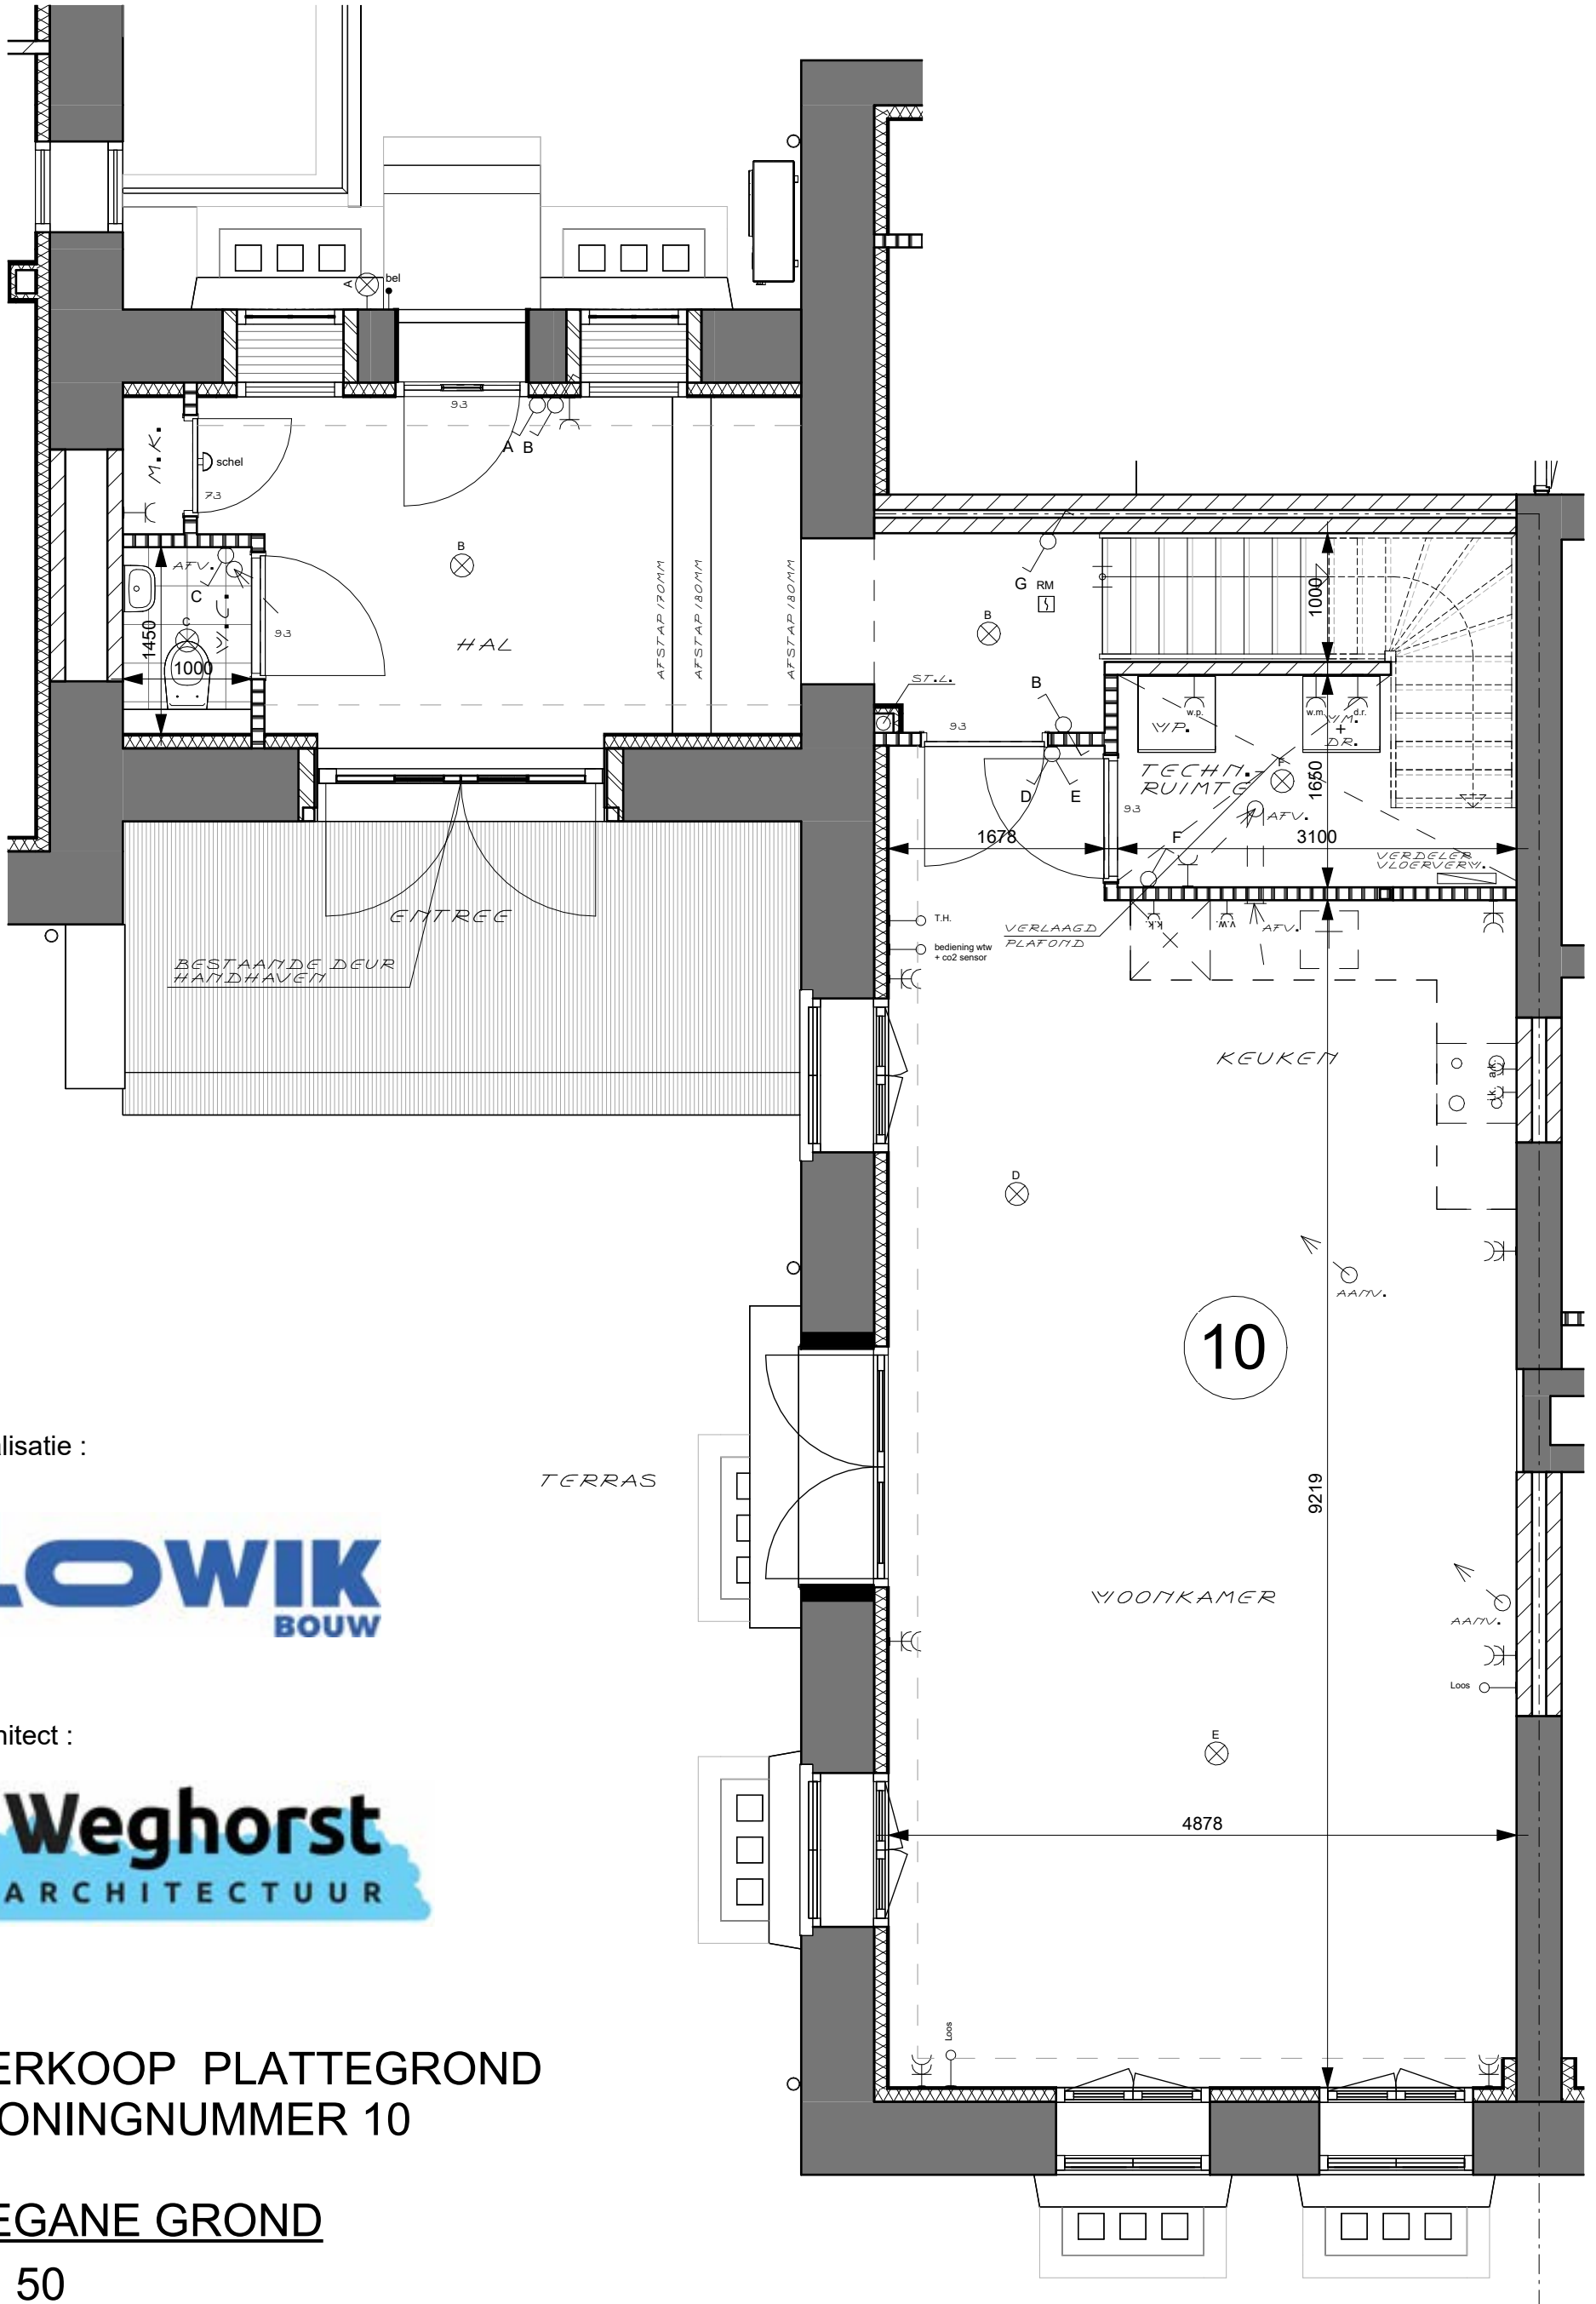 A
bel
93
A B
M.K.
schel
73
B
AFV.
C
W.C.
C
1450
1000
93
HAL
AFSTAP 170MM
AFSTAP 180MM
AFSTAP 180MM
G RM
B
1000
ST.L.
B
93
w.p.
WP.
w.m. d.r.
W.M.
+
DR.
TECHN.
RUIMTE
F
1650
D E
93
AFV.
1678
F
3100
VERDELER
VLOERVERW.
ENTREE
T.H.
VERLAAGD
PLAFOND
k.k.
v.w.
AFV.
bediening wtw
+ co2 sensor
BESTAANDE DEUR
HANDHAVEN
KEUKEN
a.k.
l.k.
D
AANV.
10
alisatie :
TERRAS
9219
LOWIK
BOUW
WOONKAMER
AANV.
Loos
hitect :
E
Weghorst
ARCHITECTUUR
4878
Loos
ERKOOP PLATTEGROND
ONINGNUMMER 10
EGANE GROND
50